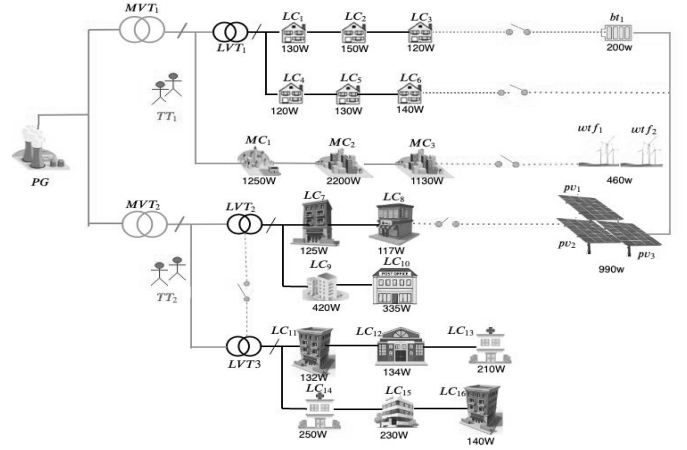 MVT1 LC1 LC2 LC3 bt1
LVT1 130W 150W 120W 200w
LC4 LC5 LC6
TT1 120W 130W 140W
PG MC1 MC2 MC3 wtf1 wtf2
1250W 2200W 1130W 460w
MVT2 LVT2 LC7 LC8 pv1
125W 117W pv2 pv3
TT2 LC9 LC10 990w
POST OFFICE
420W 335W
LC11 LC12 LC13
LVT3 132W 134W 210W
LC14 LC15 LC16
250W 230W 140W